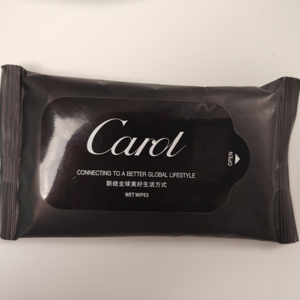 Carol
OPEN
CONNECTING TO A BETTER GLOBAL LIFESTYLE
联结全球美好生活方式
WET WIPES